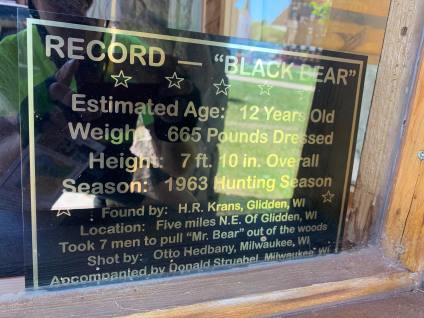 RECORD — "BLACK BEAR"
Estimated Age: 12 Years Old
Weight: 665 Pounds Dressed
Height: 7 ft. 10 in. Overall
Season: 1963 Hunting Season
Found by: H.R. Krans, Glidden, WI
Location: Five miles N.E. Of Glidden, WI
Took 7 men to pull "Mr. Bear" out of the woods
Shot by: Otto Hedbany, Milwaukee, WI
Accompanied by Donald Struebel, Milwaukee, WI